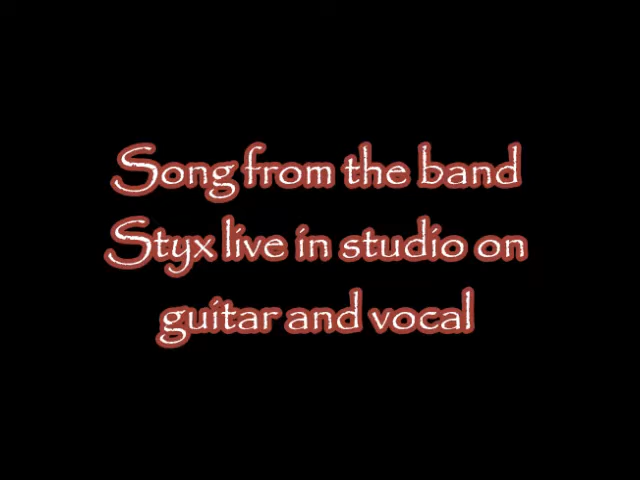 Song from the band
Styx live in studio on
guitar and vocal